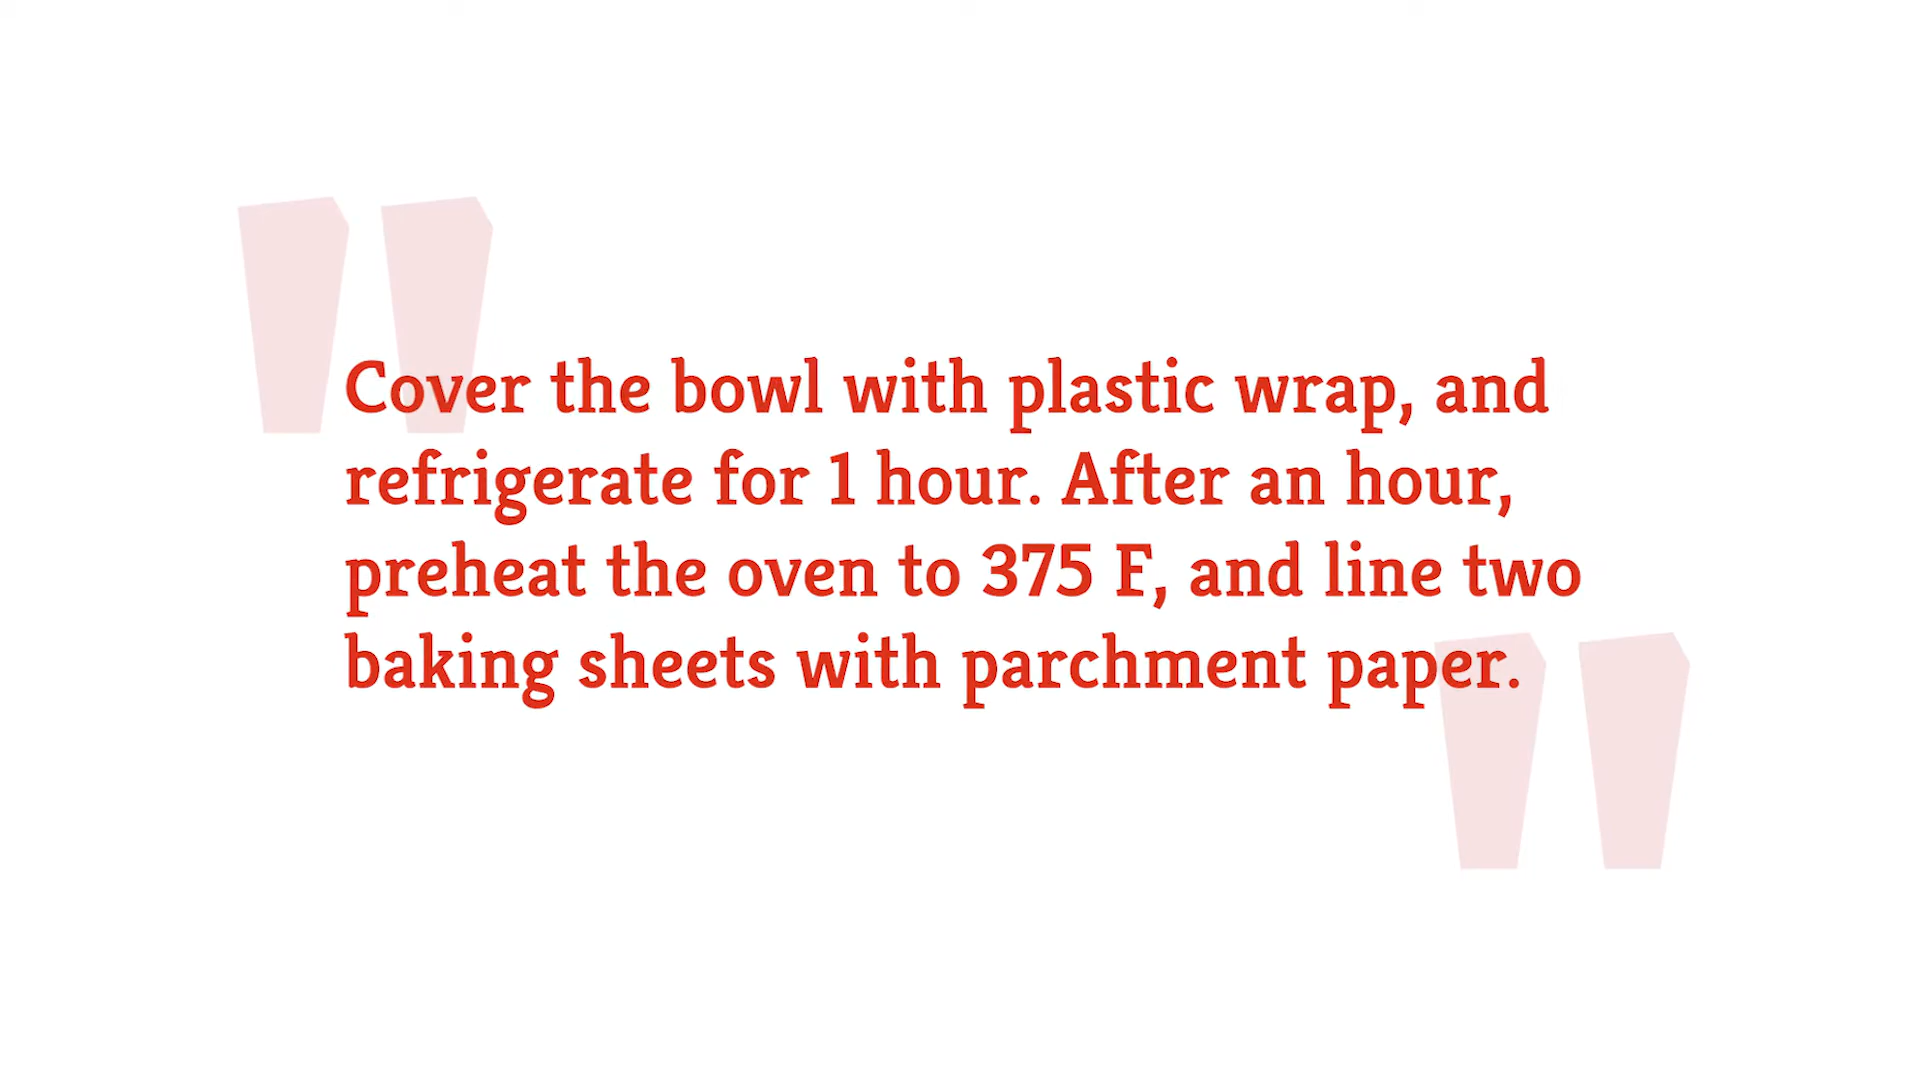 Cover the bowl with plastic wrap, and
refrigerate for 1 hour. After an hour,
preheat the oven to 375 F, and line two
baking sheets with parchment paper.